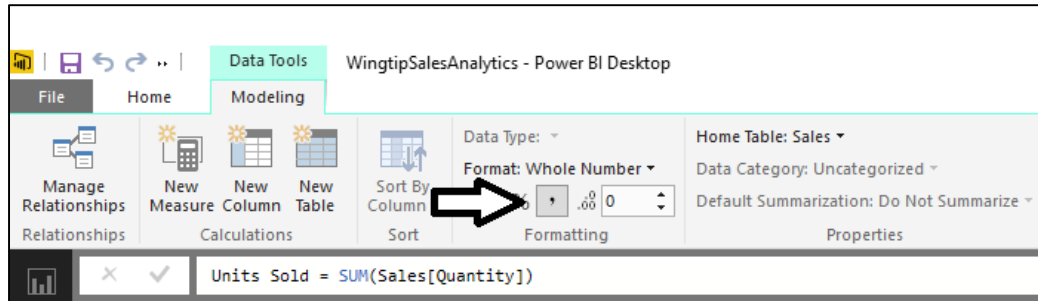 Data Tools
WingtipSalesAnalytics - Power BI Desktop
File
Home
Modeling
Manage
Relationships
New
Measure
New
Column
New
Table
Sort By
Column
Data Type:
Format: Whole Number
% , .00 0
Home Table: Sales
Data Category: Uncategorized
Default Summarization: Do Not Summarize
Relationships
Calculations
Sort
Formatting
Properties
Units Sold = SUM(Sales[Quantity])